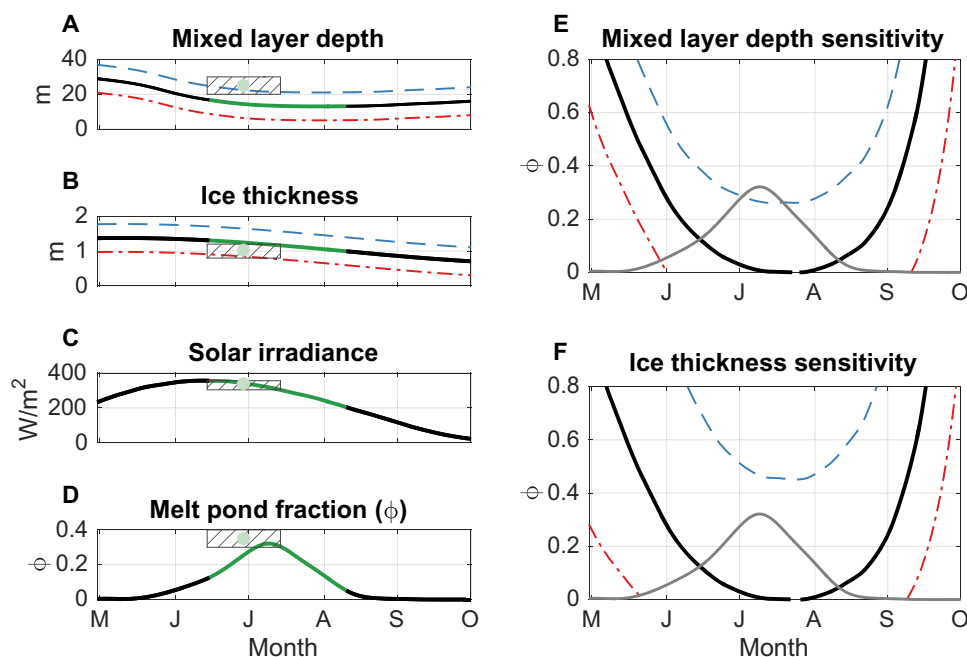 A
Mixed layer depth
40
20
0
m
B
Ice thickness
2
1
0
m
C
Solar irradiance
400
200
0
W/m²
D
Melt pond fraction (ϕ)
0.4
0.2
0
ϕ
M J J A S O
Month
E
Mixed layer depth sensitivity
0.8
0.6
0.4
0.2
0
ϕ
M J J A S O
F
Ice thickness sensitivity
0.8
0.6
0.4
0.2
0
ϕ
M J J A S O
Month